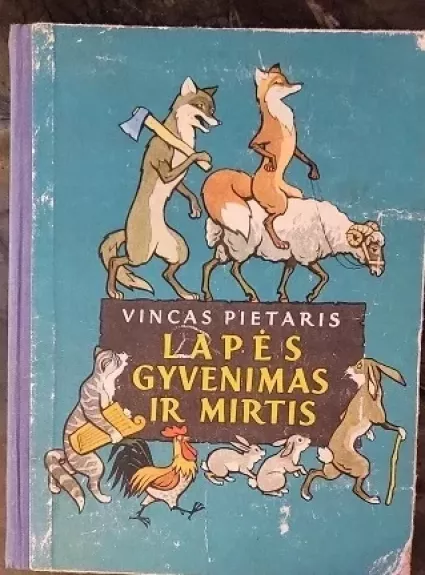 VINCAS PIETARIS
LAPĖS
GYVENIMAS
IR MIRTIS